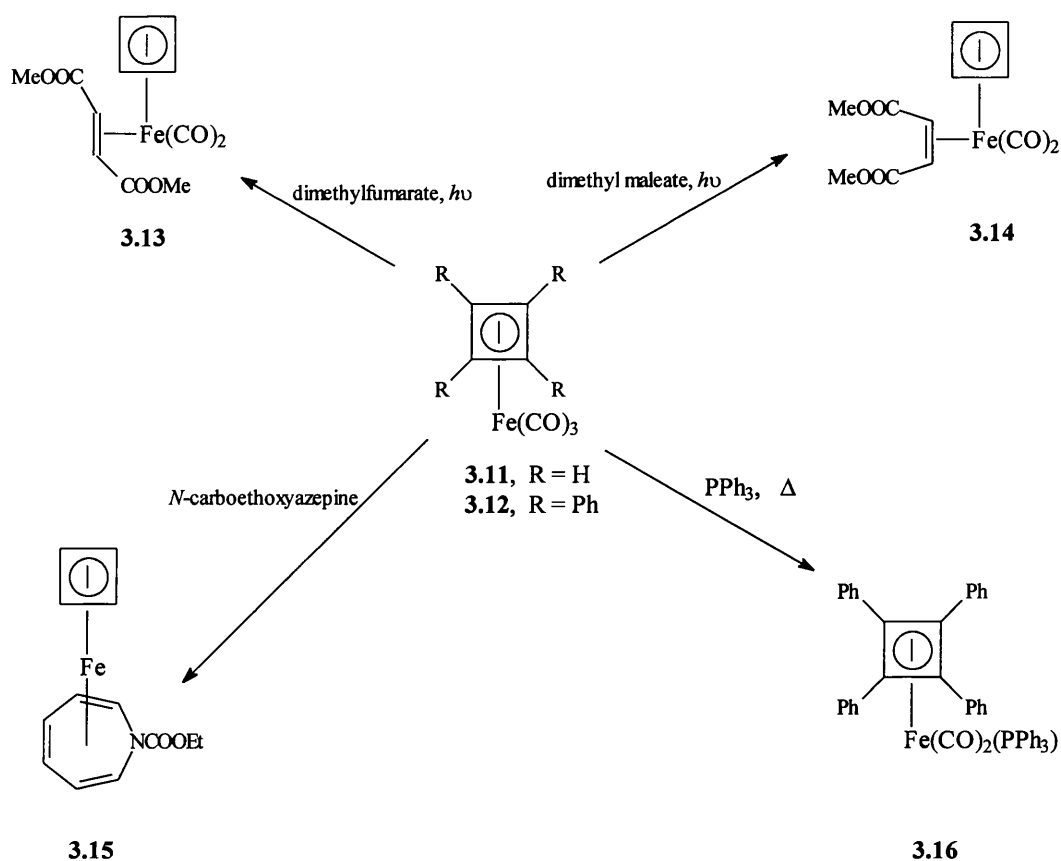 MeOOC
Fe(CO)2
COOMe
3.13
dimethylfumarate, hυ
MeOOC
MeOOC
Fe(CO)2
3.14
dimethyl maleate, hυ
R
R
R
R
Fe(CO)3
3.11, R = H
3.12, R = Ph
N-carboethoxyazepine
PPh3, Δ
Fe
NCOOEt
3.15
Ph
Ph
Ph
Ph
Fe(CO)2(PPh3)
3.16